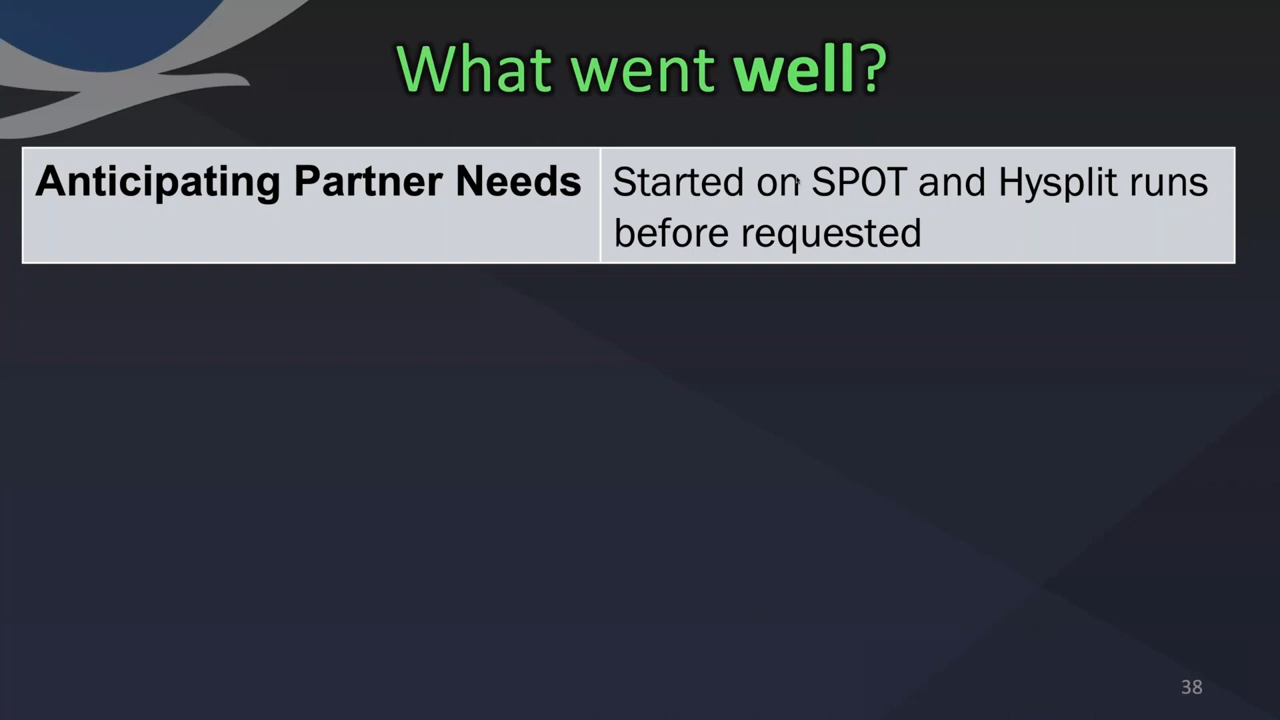 What went well?
Anticipating Partner Needs
Started on SPOT and Hysplit runs
before requested
38